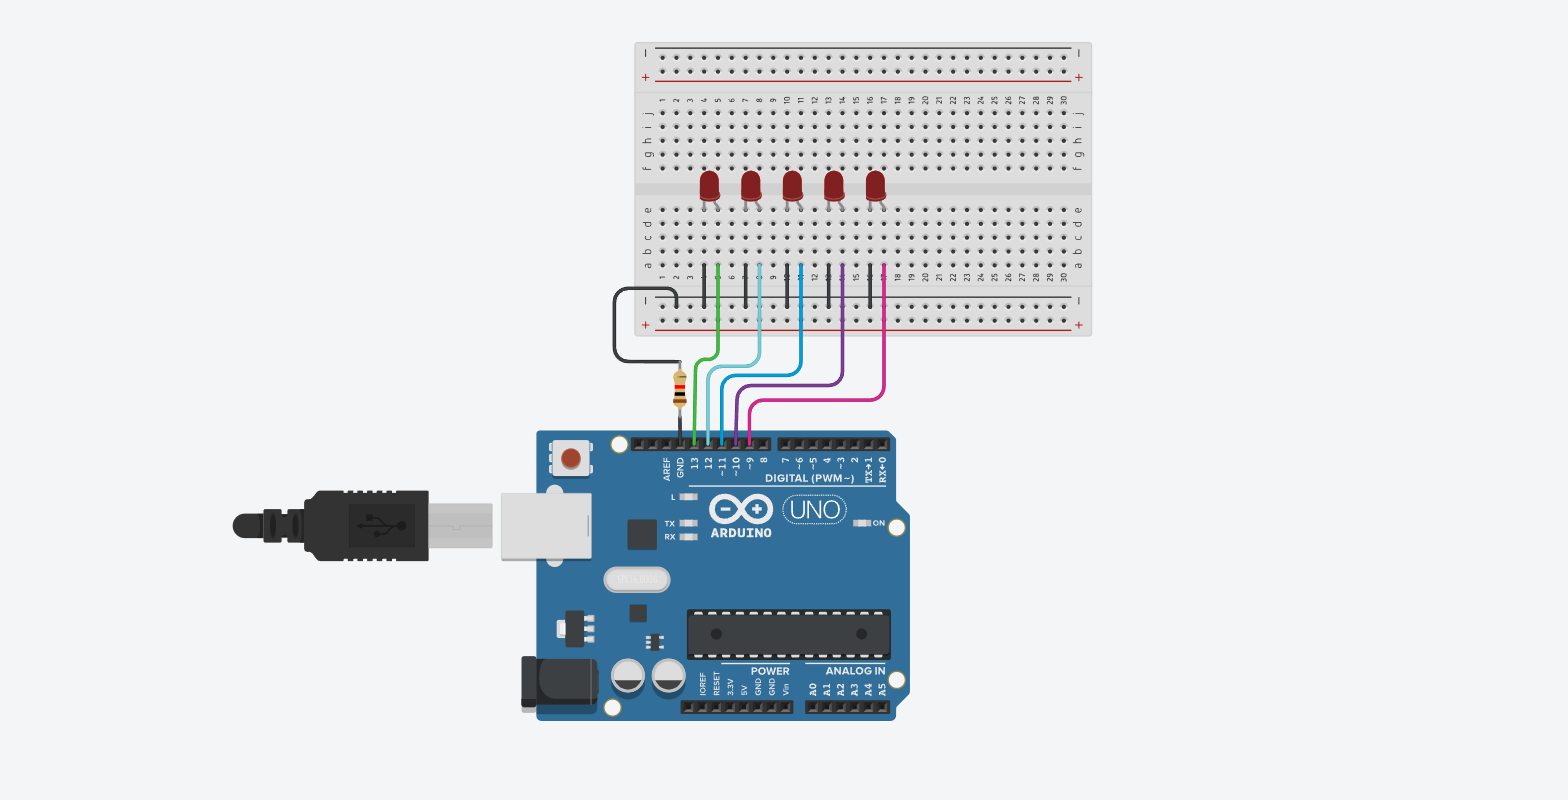 − −
+ +
1 2 3 4 5 6 7 8 9 10 11 12 13 14 15 16 17 18 19 20 21 22 23 24 25 26 27 28 29 30
j j
i i
h h
g g
f f
e e
d d
c c
b b
a a
1 2 3 4 5 6 7 8 9 10 11 12 13 14 15 16 17 18 19 20 21 22 23 24 25 26 27 28 29 30
− −
+ +
AREF GND 13 12 ~11 ~10 ~9 8 7 ~6 ~5 4 ~3 2 TX→1 RX←0
DIGITAL (PWM~)
L
TX
RX
ARDUINO
UNO
ON
POWER
ANALOG IN
IOREF RESET 3.3V 5V GND GND Vin A0 A1 A2 A3 A4 A5